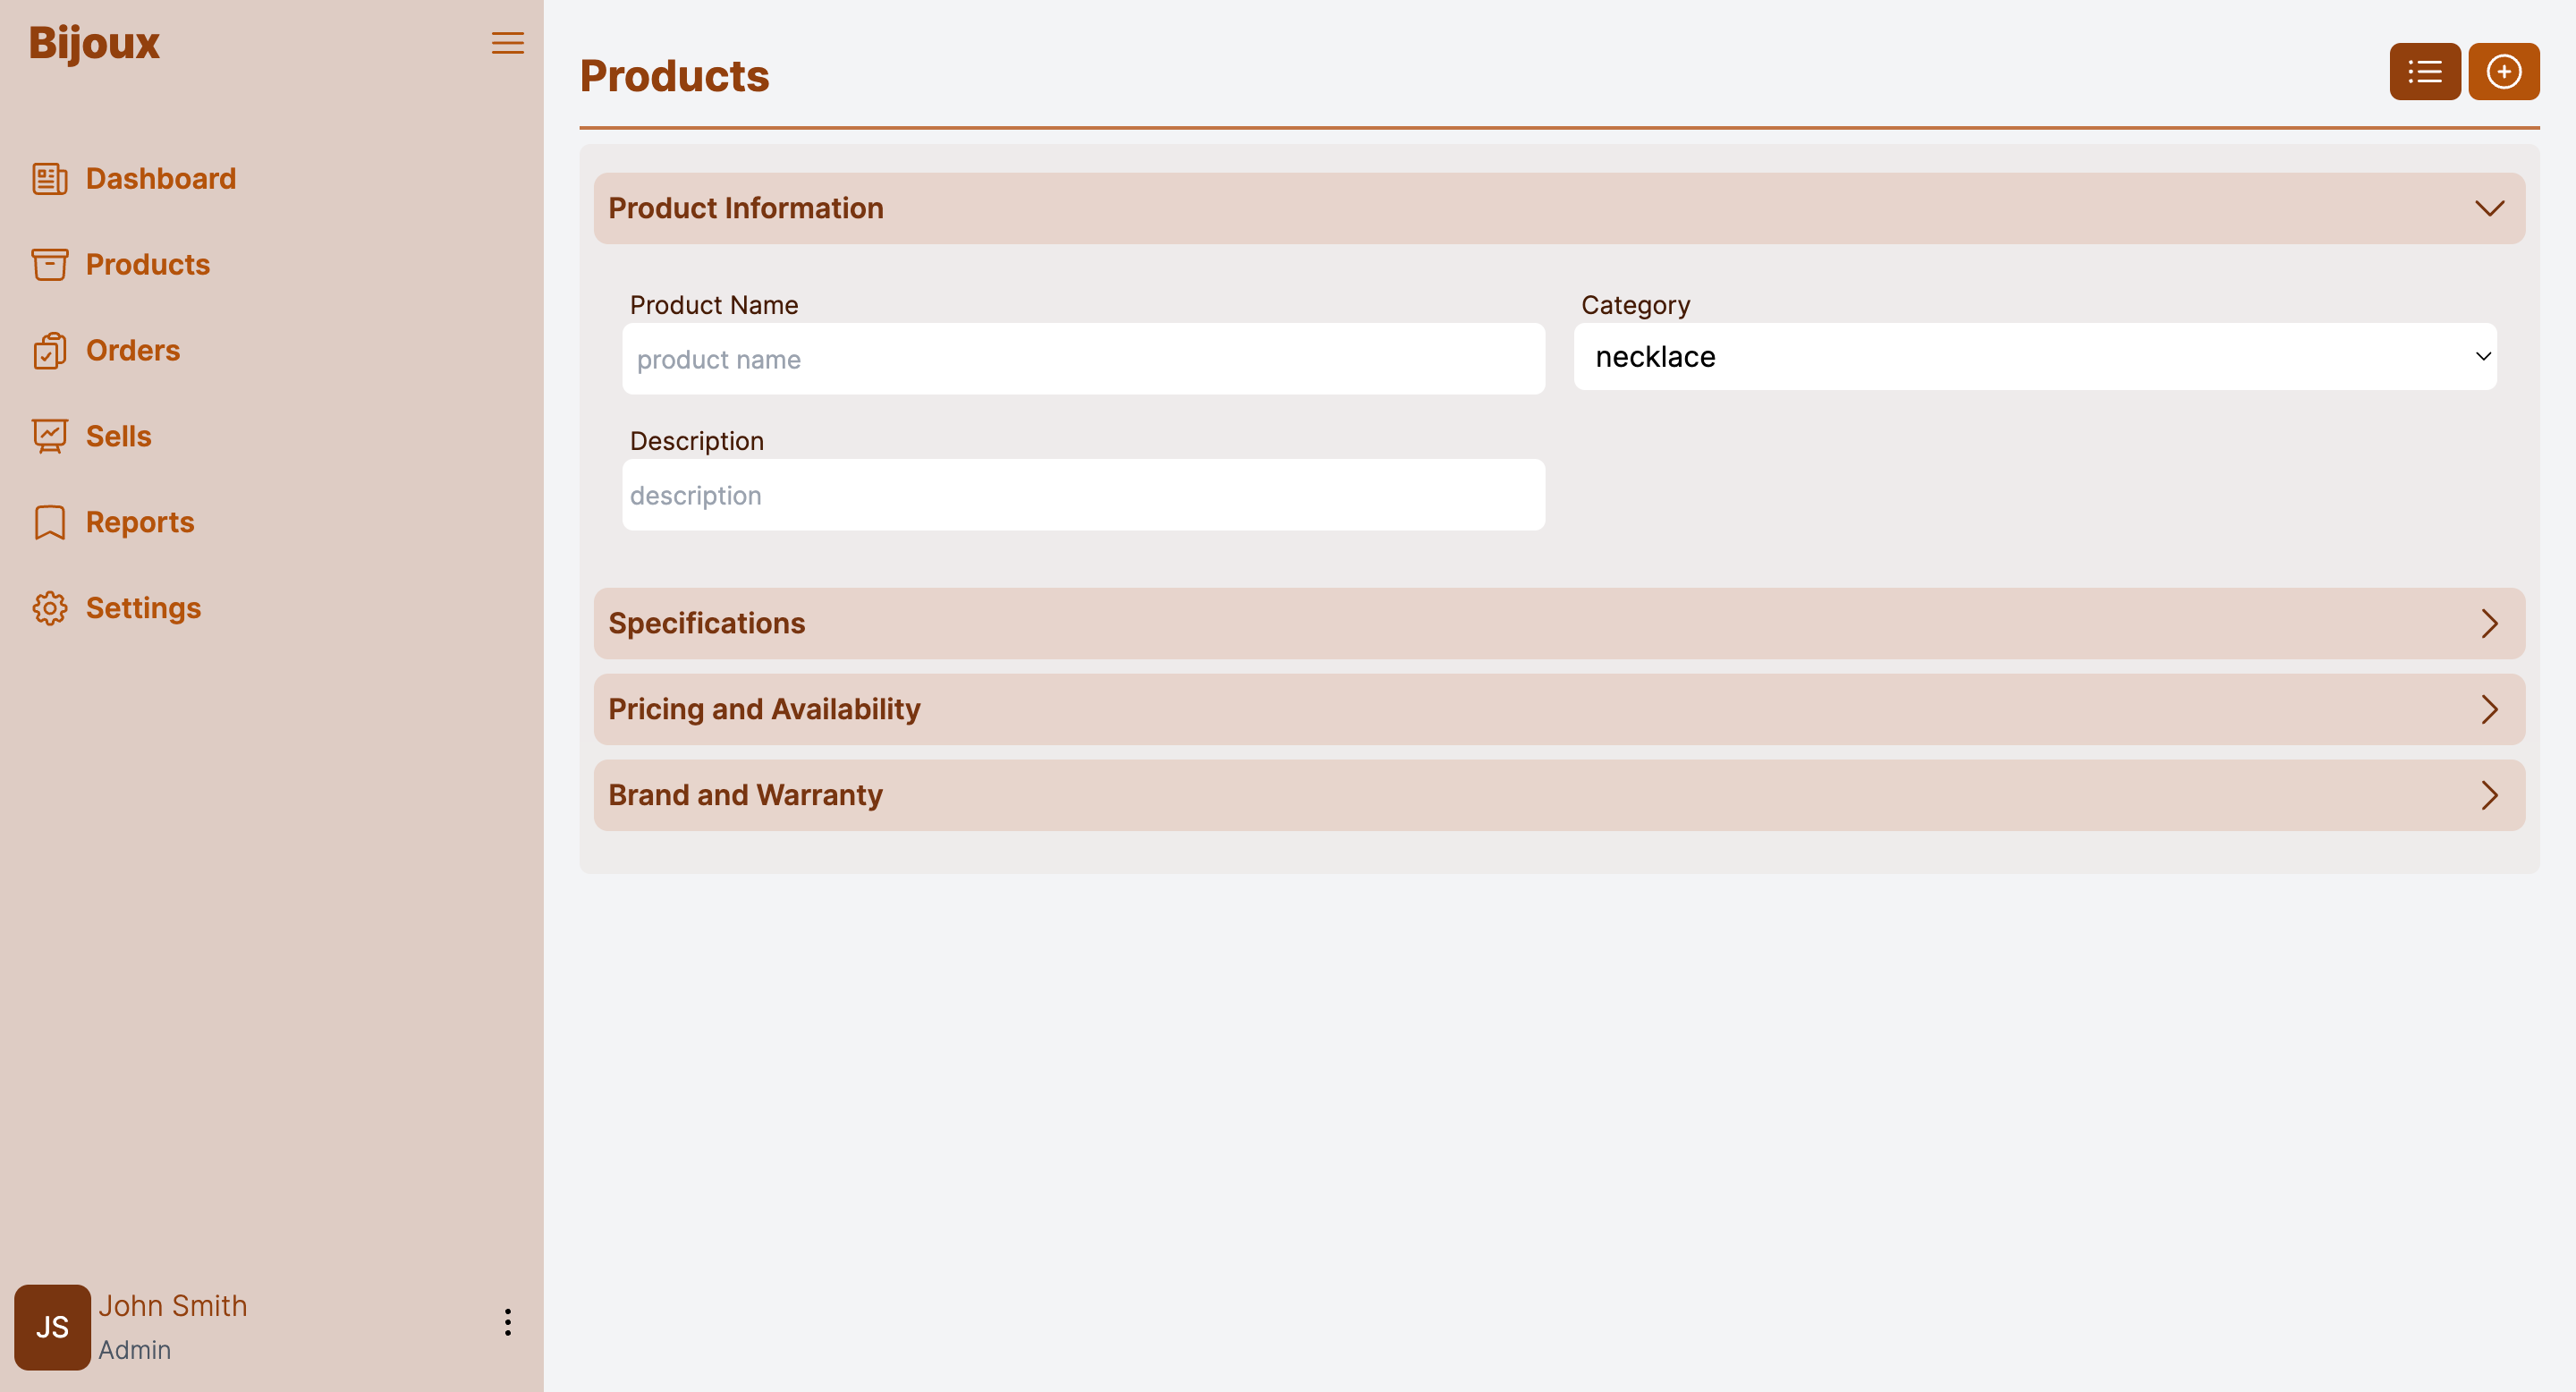 Bijoux
Dashboard
Products
Orders
Sells
Reports
Settings
JS
John Smith
Admin
Products
Product Information
Product Name
product name
Category
necklace
Description
description
Specifications
Pricing and Availability
Brand and Warranty